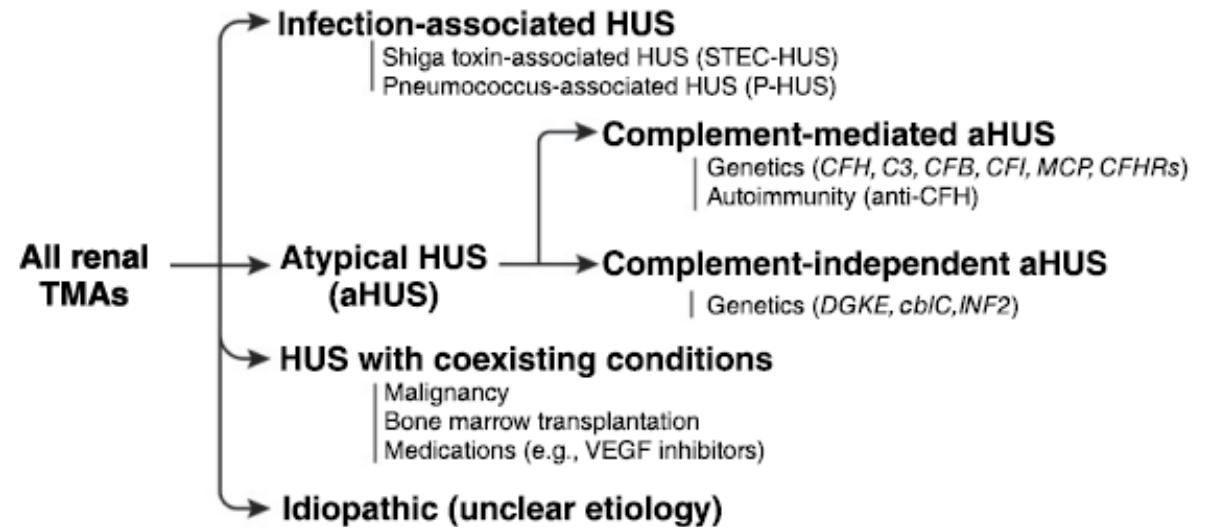 Infection-associated HUS
Shiga toxin-associated HUS (STEC-HUS)
Pneumococcus-associated HUS (P-HUS)
Complement-mediated aHUS
Genetics (CFH, C3, CFB, CFI, MCP, CFHRs)
Autoimmunity (anti-CFH)
All renal
TMAs
Atypical HUS
(aHUS)
Complement-independent aHUS
Genetics (DGKE, cblC,INF2)
HUS with coexisting conditions
Malignancy
Bone marrow transplantation
Medications (e.g., VEGF inhibitors)
Idiopathic (unclear etiology)